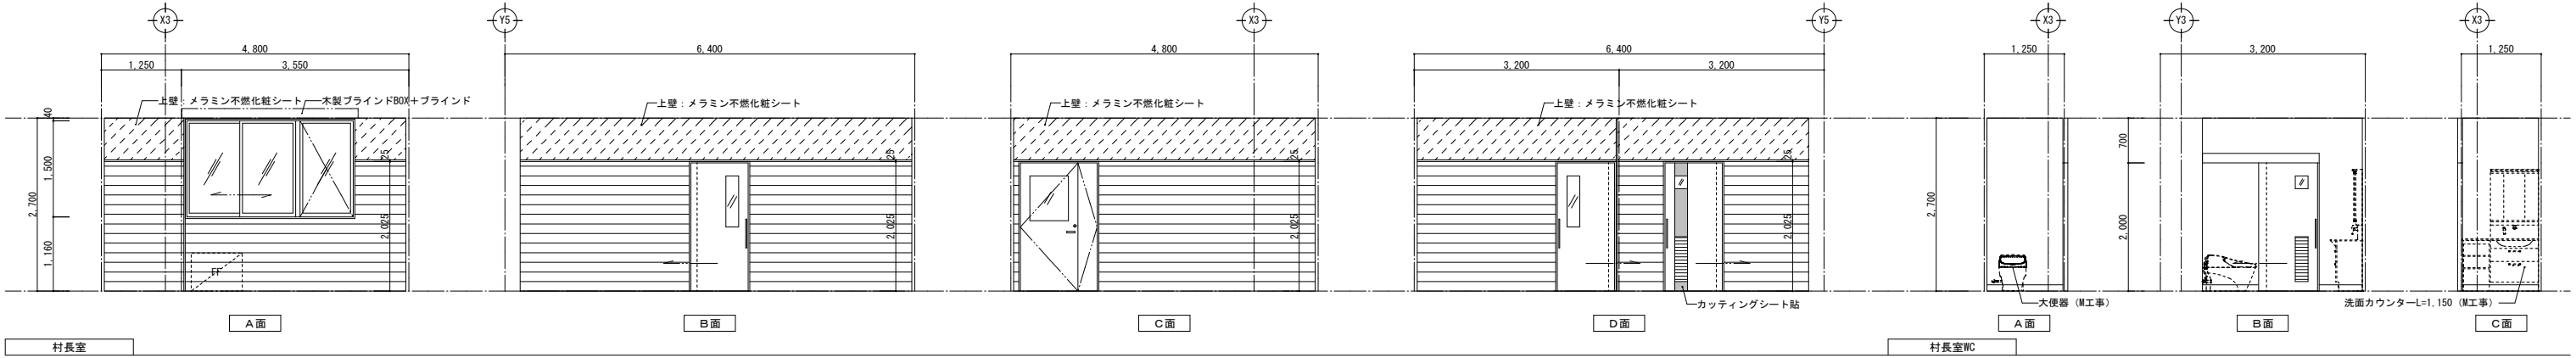 X3
Y5
X3
Y5
X3
Y3
X3
4,800
6,400
4,800
6,400
1,250
3,200
1,250
1,250
3,550
3,200
3,200
上壁：メラミン不燃化粧シート
木製ブラインドBOX＋ブラインド
上壁：メラミン不燃化粧シート
上壁：メラミン不燃化粧シート
上壁：メラミン不燃化粧シート
40
1,500
2,700
1,160
25
2,025
25
2,025
25
2,025
25
2,025
2,700
700
2,000
FF
カッティングシート貼
大便器（M工事）
洗面カウンターL=1,150（M工事）
A面
B面
C面
D面
A面
B面
C面
村長室
村長室WC